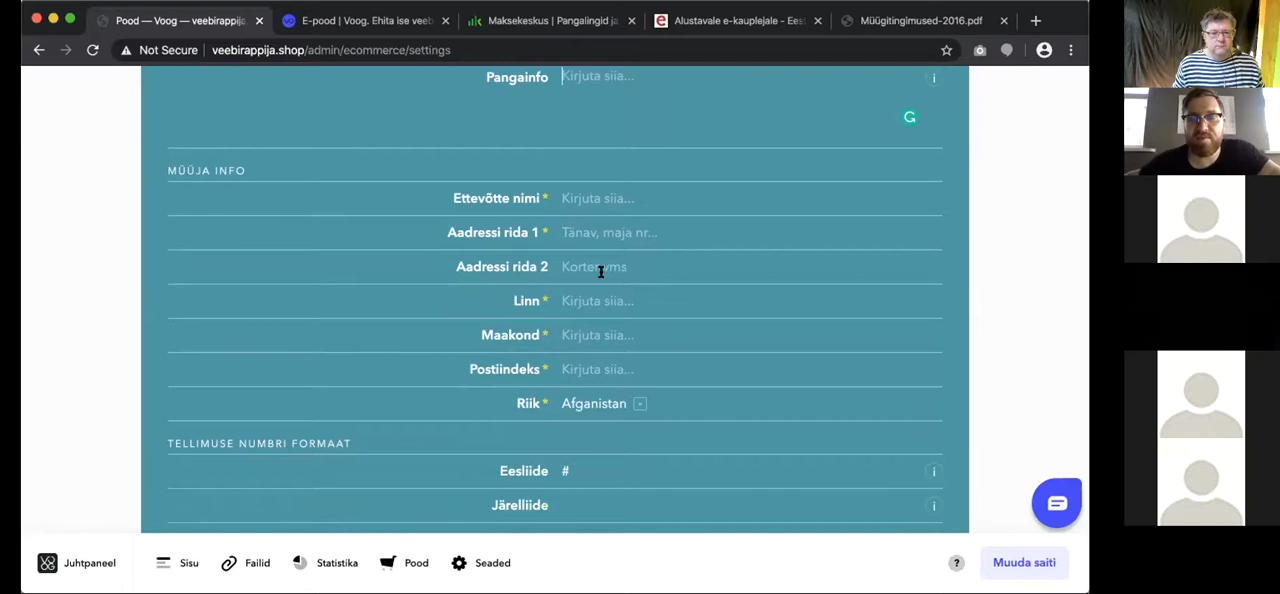 Pood — Voog — veebirappija.
E-pood | Voog. Ehita ise veeb
Maksekeskus | Pangalingid ja
Alustavale e-kauplejale - Ees
Müügitingimused-2016.pdf
Not Secure
veebirappija.shop/admin/ecommerce/settings
Pangainfo Kirjuta siia...
MÜÜJA INFO
Ettevõtte nimi * Kirjuta siia...
Aadressi rida 1 * Tänav, maja nr...
Aadressi rida 2 Korter vms
Linn * Kirjuta siia...
Maakond * Kirjuta siia...
Postiindeks * Kirjuta siia...
Riik * Afganistan
TELLIMUSE NUMBRI FORMAAT
Eesliide #
Järelliide
Juhtpaneel Sisu Failid Statistika Pood Seaded ? Muuda saiti